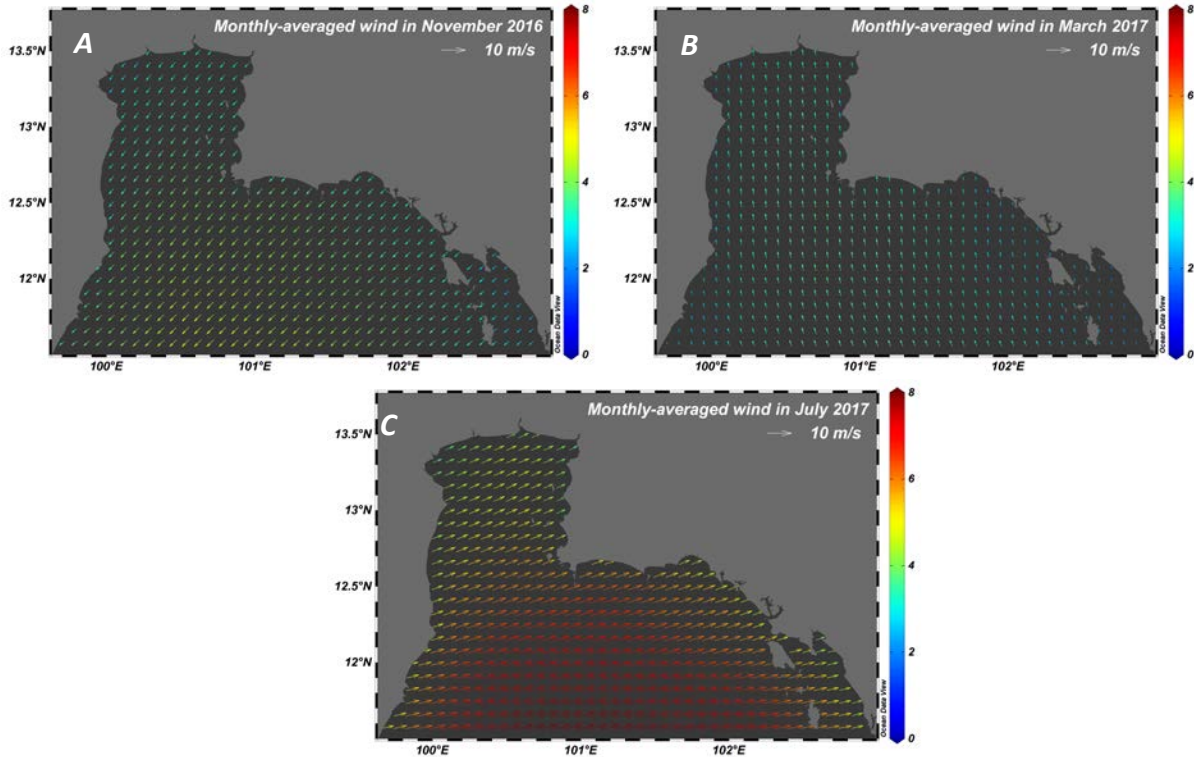 A
Monthly-averaged wind in November 2016
10 m/s
13.5°N
13°N
12.5°N
12°N
100°E
101°E
102°E
8
6
4
2
0
Ocean Data View
B
Monthly-averaged wind in March 2017
10 m/s
13.5°N
13°N
12.5°N
12°N
100°E
101°E
102°E
8
6
4
2
0
Ocean Data View
C
Monthly-averaged wind in July 2017
10 m/s
13.5°N
13°N
12.5°N
12°N
100°E
101°E
102°E
8
6
4
2
0
Ocean Data View